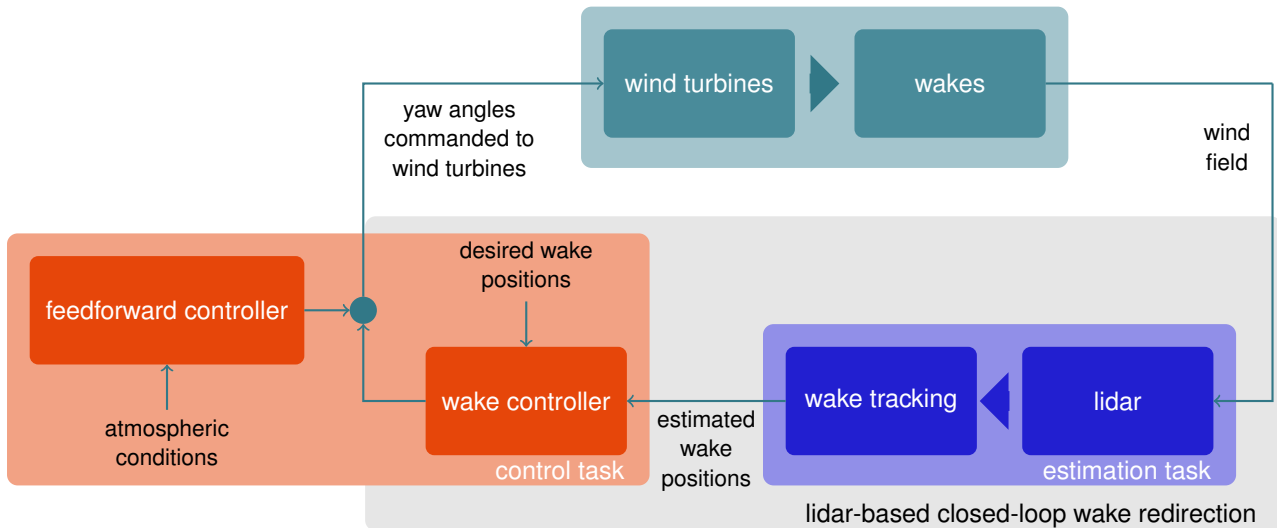 wind turbines
wakes
yaw angles
commanded to
wind turbines
wind
field
feedforward controller
desired wake
positions
atmospheric
conditions
wake controller
control task
estimated
wake
positions
wake tracking
lidar
estimation task
lidar-based closed-loop wake redirection